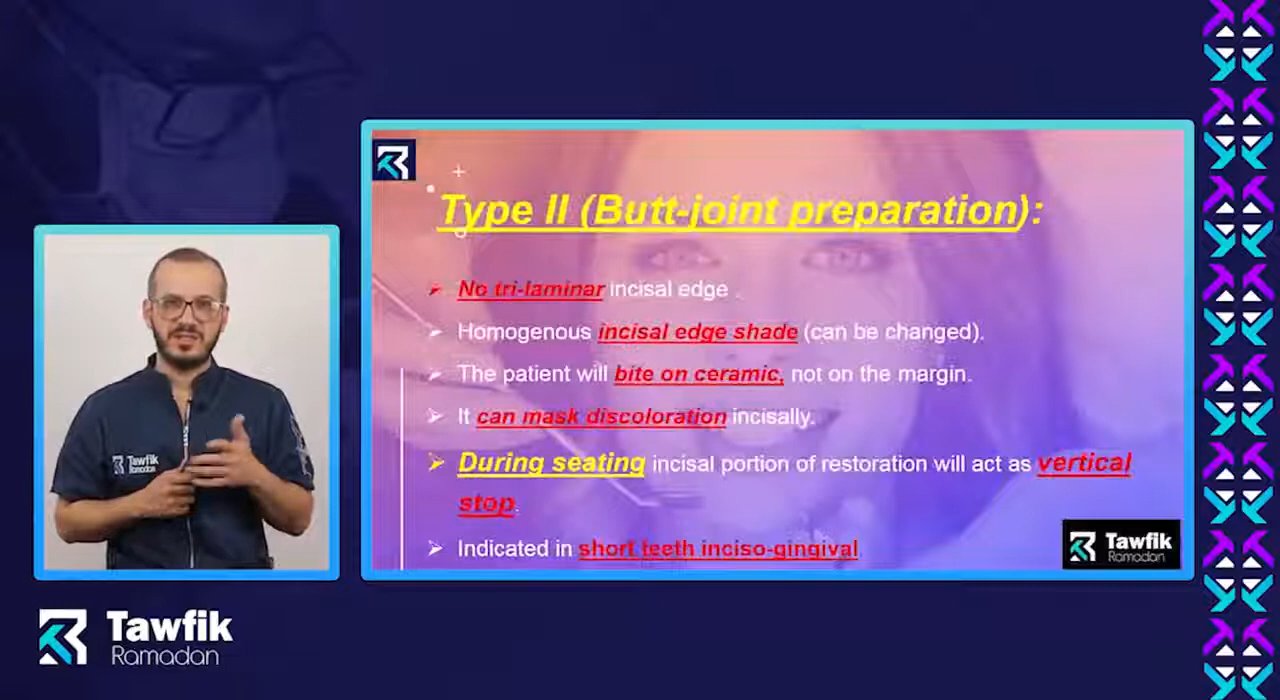 Type II (Butt-joint preparation):
➢ No tri-laminar incisal edge .
➢ Homogenous incisal edge shade (can be changed).
➢ The patient will bite on ceramic, not on the margin.
➢ It can mask discoloration incisally.
➢ During seating incisal portion of restoration will act as vertical
stop.
➢ Indicated in short teeth inciso-gingival
Tawfik
Ramadan
Tawfik
Ramadan
Tawfik
Ramadan